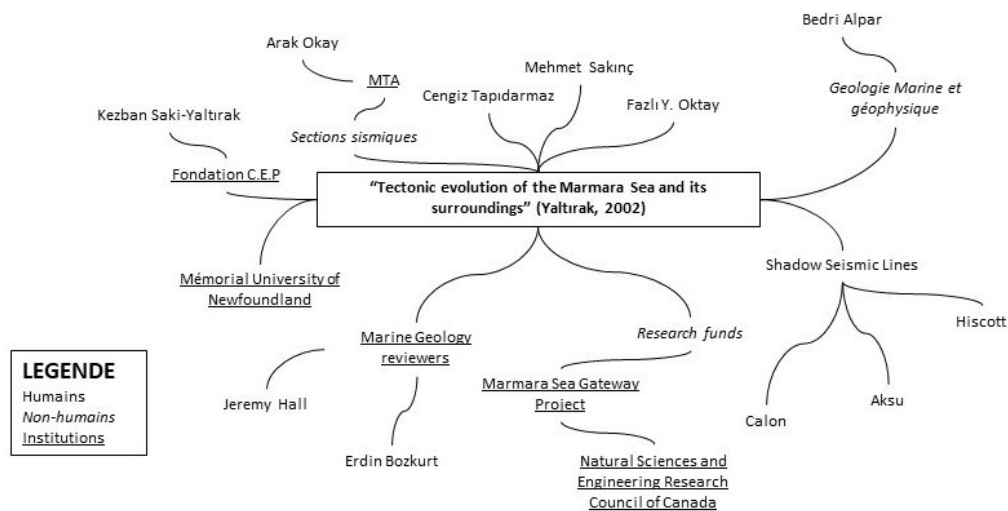 Bedri Alpar
Arak Okay
MTA
Mehmet Sakınç
Cengiz Tapıdarmaz
Fazlı Y. Oktay
Geologie Marine et
géophysique
Kezban Saki-Yaltırak
Sections sismiques
Fondation C.E.P
“Tectonic evolution of the Marmara Sea and its
surroundings” (Yaltırak, 2002)
Mémorial University of
Newfoundland
Shadow Seismic Lines
Hiscott
Marine Geology
reviewers
Research funds
LEGENDE
Humains
Non-humains
Institutions
Jeremy Hall
Marmara Sea Gateway
Project
Calon
Aksu
Erdin Bozkurt
Natural Sciences and
Engineering Research
Council of Canada